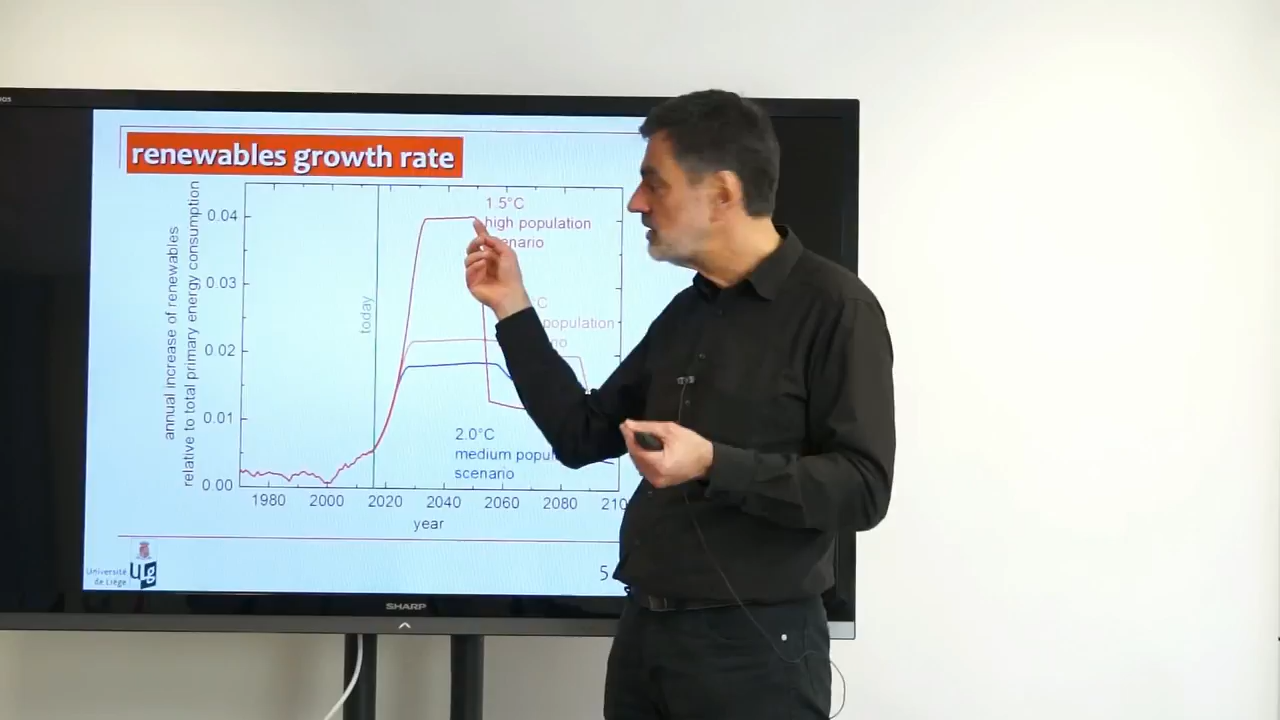 renewables growth rate
annual increase of renewables
relative to total primary energy consumption
0.04
0.03
0.02
0.01
0.00
today
1.5°C
high population
population
2.0°C
medium
scenario
1980
2000
2020
2040
2060
2080
year
Université
de Liège
5
SHARP